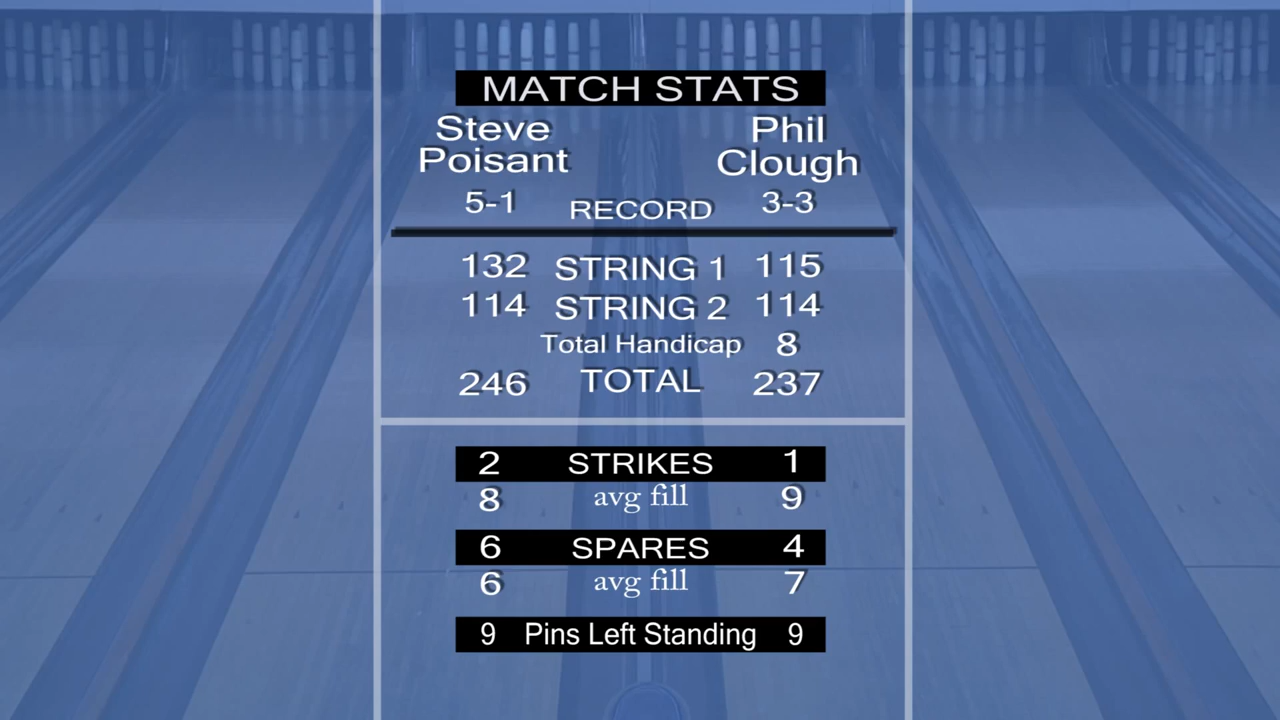 MATCH STATS
Steve Poisant
Phil Clough
5-1 RECORD 3-3
132 STRING 1 115
114 STRING 2 114
Total Handicap 8
246 TOTAL 237
2 STRIKES 1
8 avg fill 9
6 SPARES 4
6 avg fill 7
9 Pins Left Standing 9